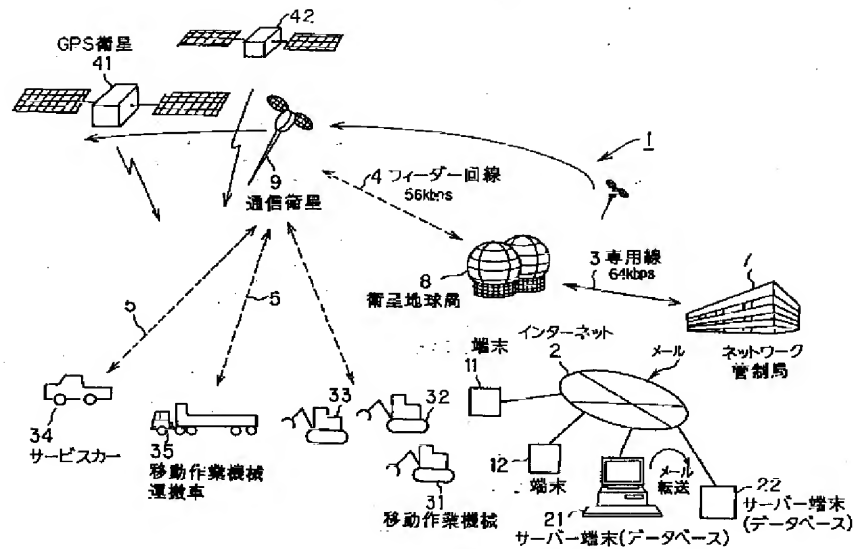 42
GPS衛星
41
1
9
通信衛星
4 フィーダー回線
56kbps
8
衛星地球局
3 専用線
64kbps
ネットワーク
管制局
5
5
インターネット
2
メール
端末
11
12
端末
メール
転送
21
サーバー端末(データベース)
22
サーバー端末
(データベース)
34
サービスカー
35
移動作業機械
運搬車
33
32
31
移動作業機械